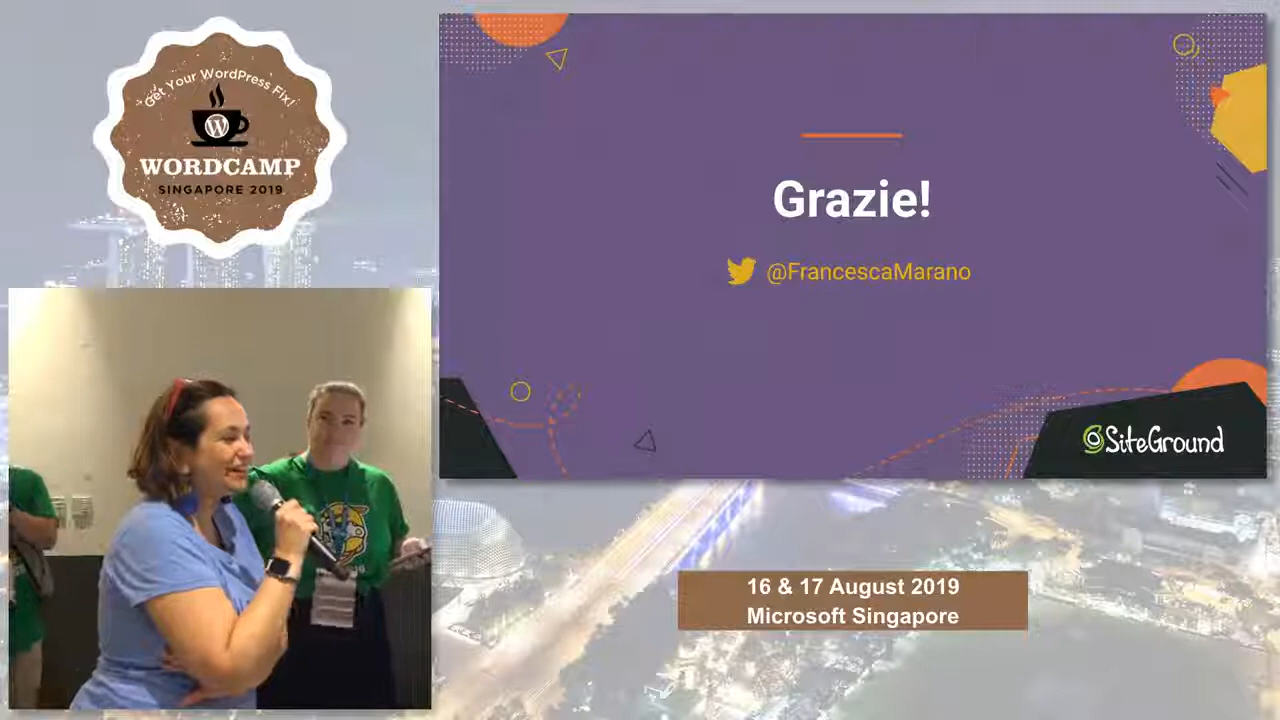 Get Your WordPress Fix!
WORDCAMP
SINGAPORE 2019
Grazie!
@FrancescaMarano
SiteGround
16 & 17 August 2019
Microsoft Singapore